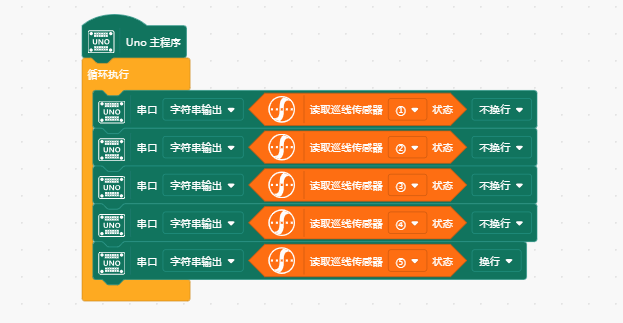 UNO Uno 主程序
循环执行
UNO 串口 字符串输出 读取巡线传感器 ① 状态 不换行
UNO 串口 字符串输出 读取巡线传感器 ② 状态 不换行
UNO 串口 字符串输出 读取巡线传感器 ③ 状态 不换行
UNO 串口 字符串输出 读取巡线传感器 ④ 状态 不换行
UNO 串口 字符串输出 读取巡线传感器 ⑤ 状态 换行